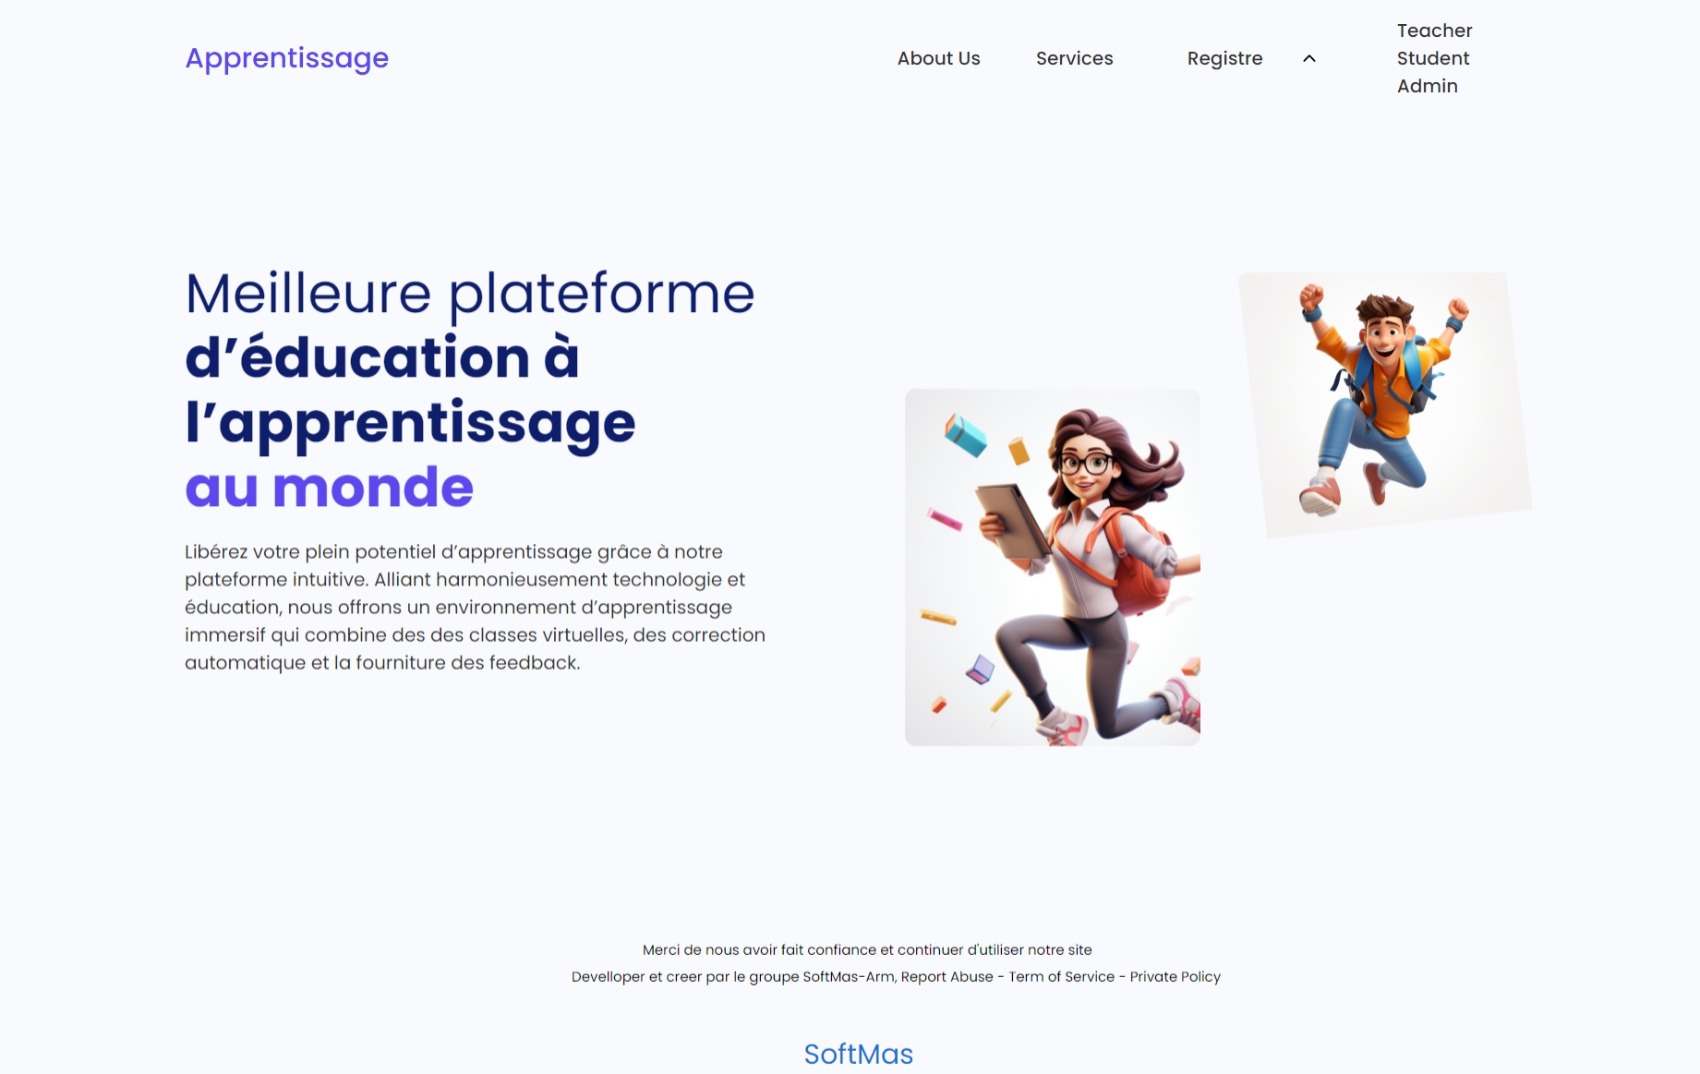 Apprentissage
About Us
Services
Registre
Teacher
Student
Admin
Meilleure plateforme
d’éducation à
l’apprentissage
au monde
Libérez votre plein potentiel d’apprentissage grâce à notre
plateforme intuitive. Alliant harmonieusement technologie et
éducation, nous offrons un environnement d’apprentissage
immersif qui combine des des classes virtuelles, des correction
automatique et la fourniture des feedback.
Merci de nous avoir fait confiance et continuer d'utiliser notre site
Develloper et creer par le groupe SoftMas-Arm, Report Abuse - Term of Service - Private Policy
SoftMas